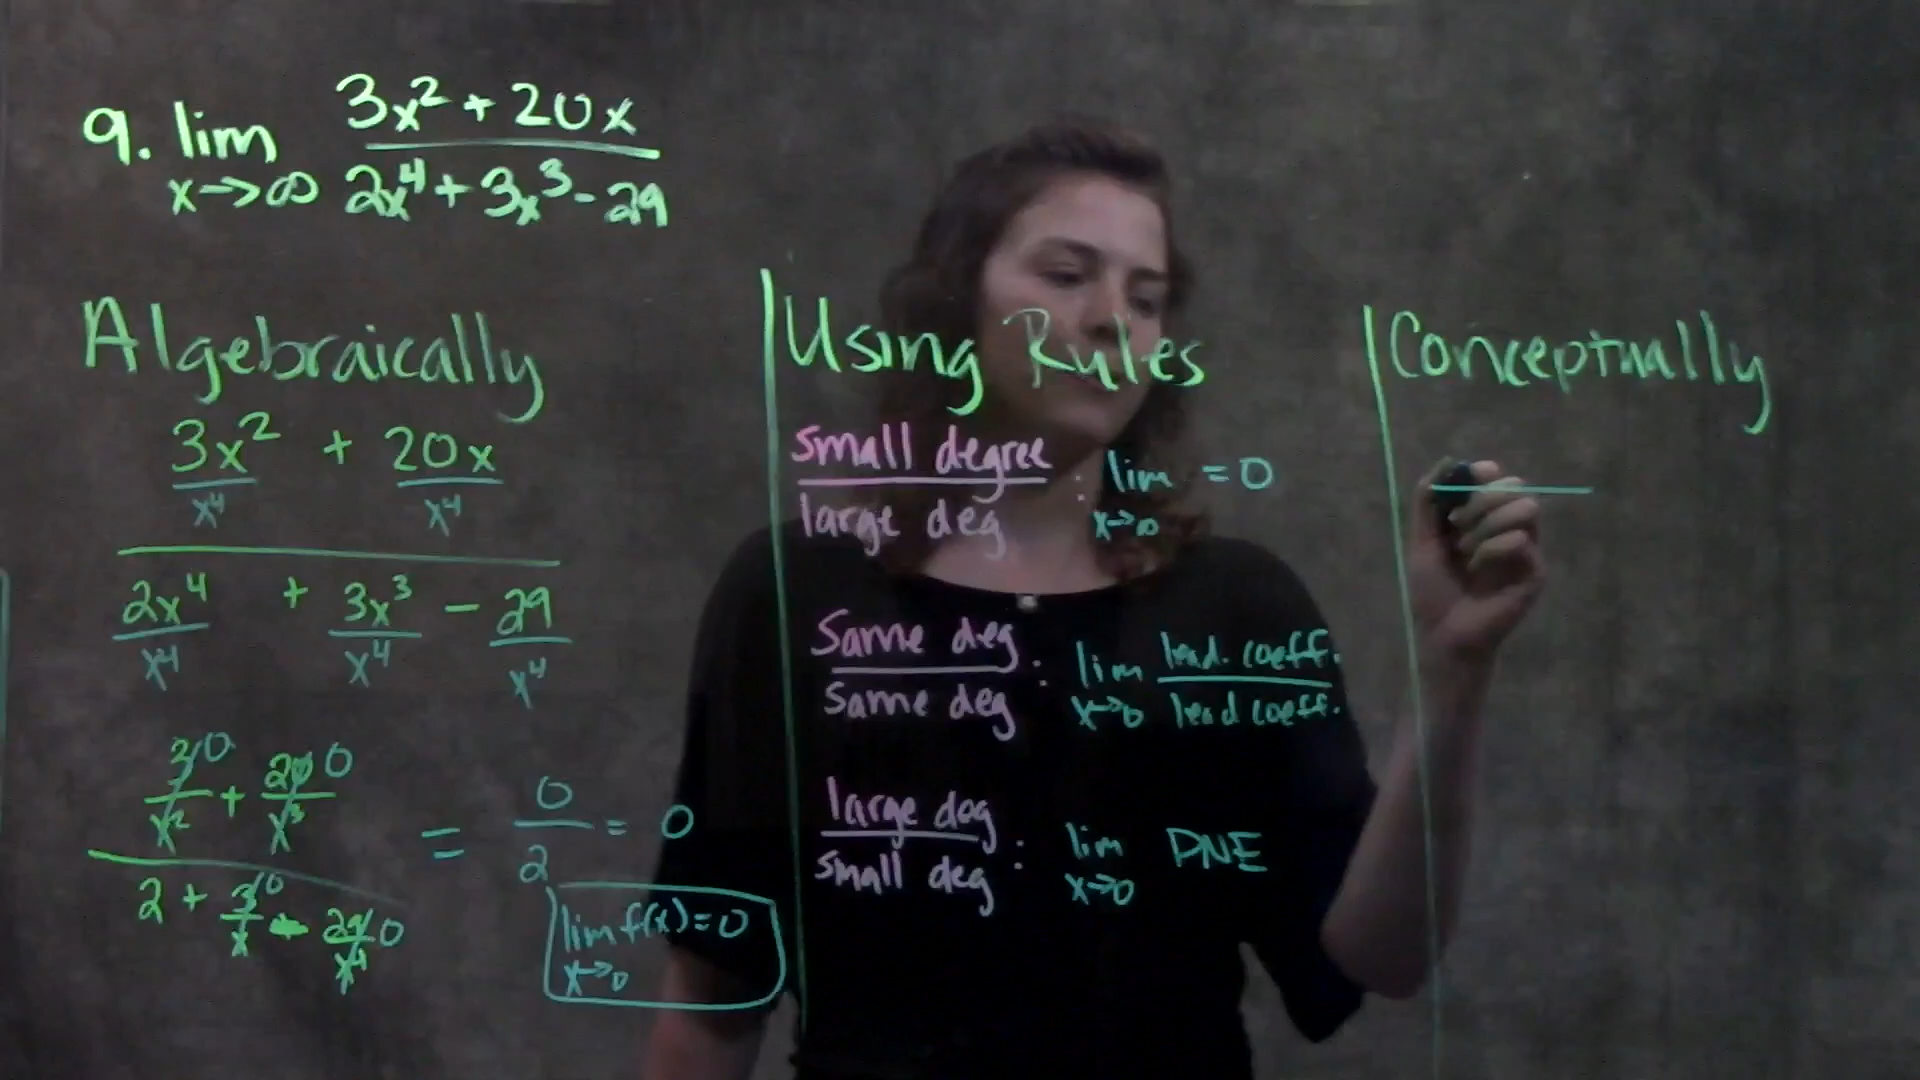 9. lim 3x² + 20x
x→∞ 2x⁴ + 3x³ - 29
Algebraically
3x² + 20x
x⁴ x⁴
2x⁴ + 3x³ - 29
x⁴ x⁴ x⁴
3 0 + 20 0
x² x³
2 + 3 0 - 29 0
x x⁴
= 0 = 0
2
lim f(x) = 0
x→0
Using Rules
small degree : lim = 0
large deg x→∞
Same deg : lim lead. coeff.
Same deg x→0 lead coeff.
large deg : lim DNE
small deg x→0
Conceptually